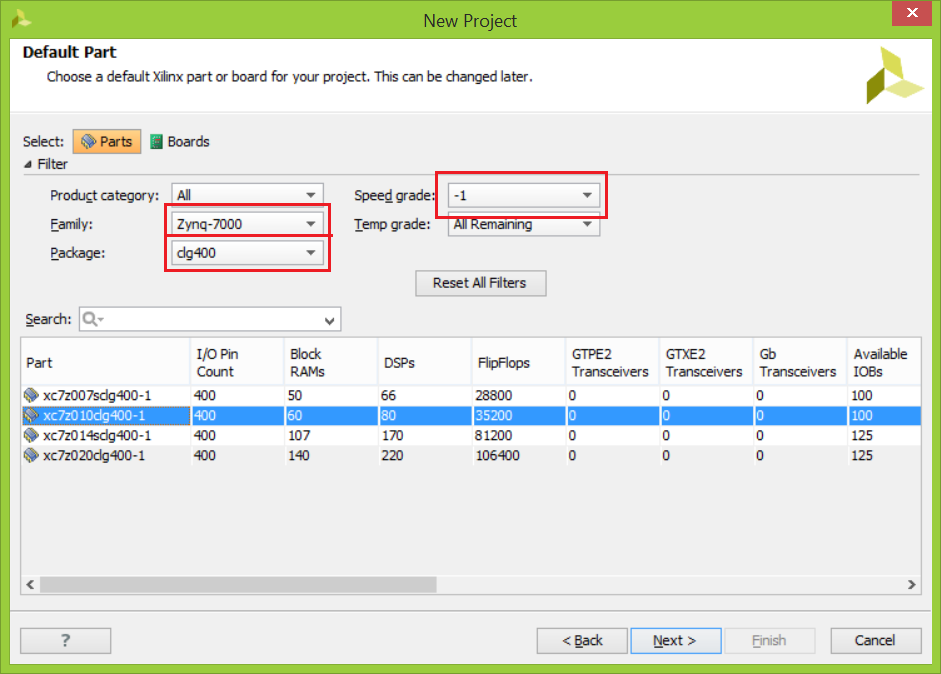 New Project
Default Part
Choose a default Xilinx part or board for your project. This can be changed later.
Select: Parts Boards
Filter
Product category: All Speed grade: -1
Family: Zynq-7000 Temp grade: All Remaining
Package: clg400
Reset All Filters
Search:
Part I/O Pin Count Block RAMs DSPs FlipFlops GTPE2 Transceivers GTXE2 Transceivers Gb Transceivers Available IOBs
xc7z007sclg400-1 400 50 66 28800 0 0 0 100
xc7z010clg400-1 400 60 80 35200 0 0 0 100
xc7z014sclg400-1 400 107 170 81200 0 0 0 125
xc7z020clg400-1 400 140 220 106400 0 0 0 125
? < Back Next > Finish Cancel